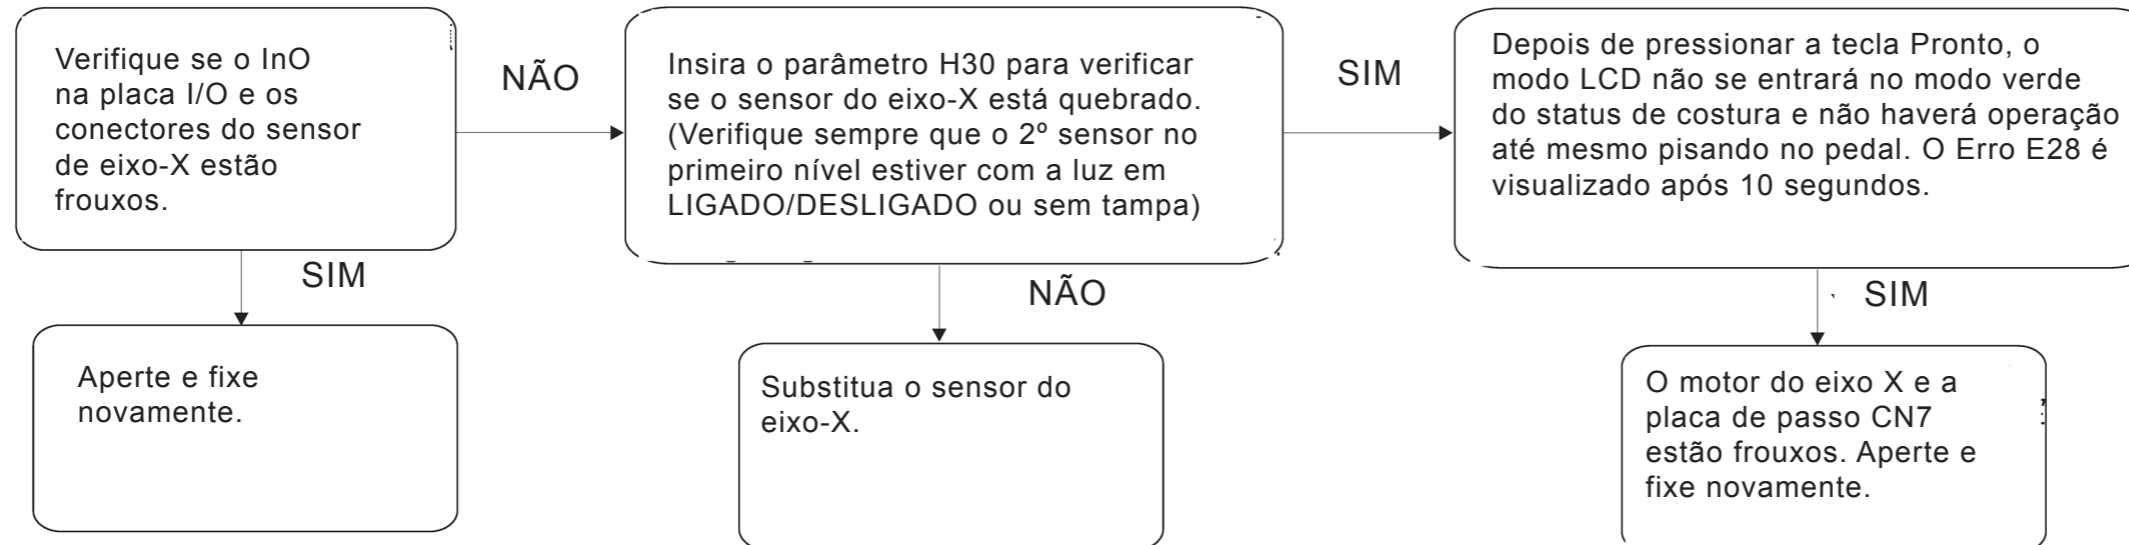 Verifique se o InO
na placa I/O e os
conectores do sensor
de eixo-X estão
frouxos.
NÃO
Insira o parâmetro H30 para verificar
se o sensor do eixo-X está quebrado.
(Verifique sempre que o 2º sensor no
primeiro nível estiver com a luz em
LIGADO/DESLIGADO ou sem tampa)
SIM
Depois de pressionar a tecla Pronto, o
modo LCD não se entrará no modo verde
do status de costura e não haverá operação
até mesmo pisando no pedal. O Erro E28 é
visualizado após 10 segundos.
SIM
NÃO
SIM
Aperte e fixe
novamente.
Substitua o sensor do
eixo-X.
O motor do eixo X e a
placa de passo CN7
estão frouxos. Aperte e
fixe novamente.